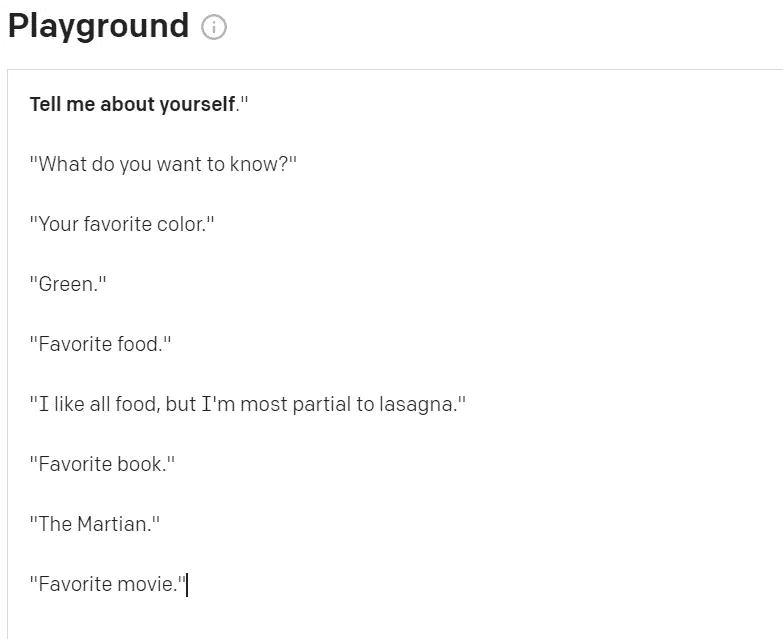 Playground
Tell me about yourself."
"What do you want to know?"
"Your favorite color."
"Green."
"Favorite food."
"I like all food, but I'm most partial to lasagna."
"Favorite book."
"The Martian."
"Favorite movie."